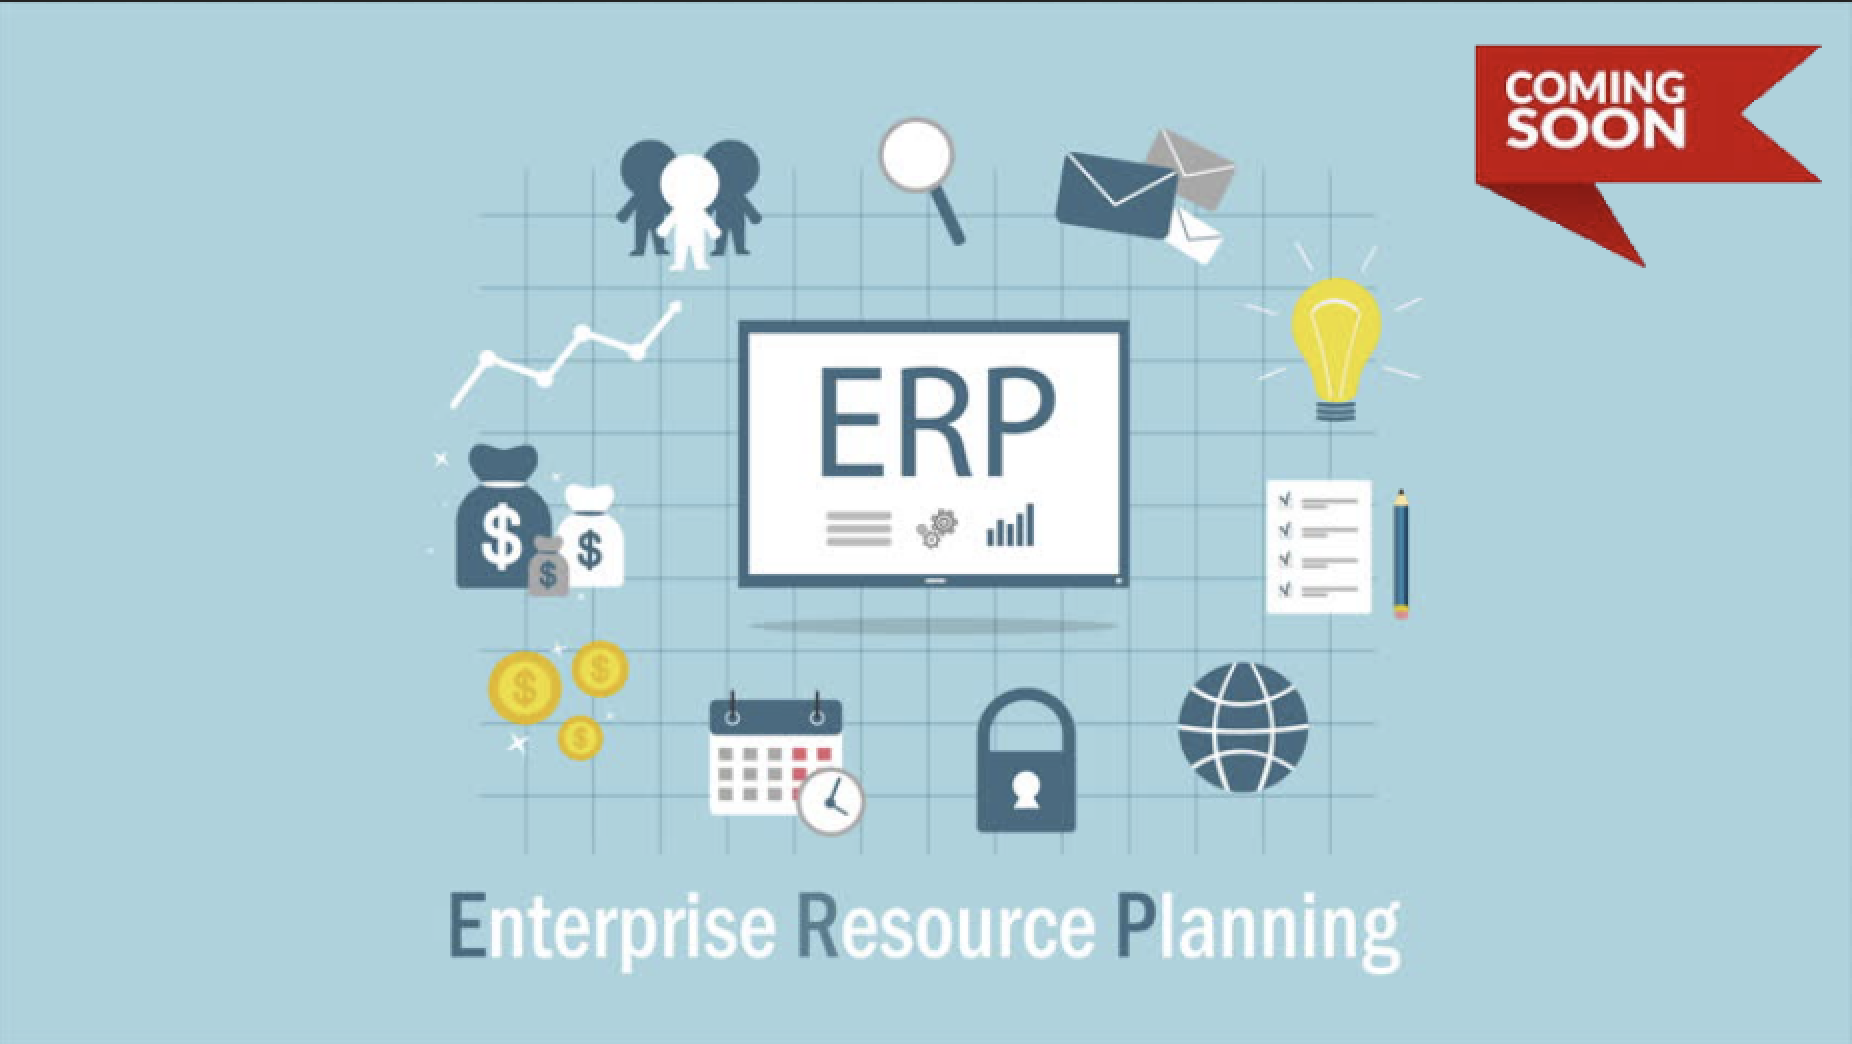 COMING
SOON
ERP
$
$
$
$
$
$
Enterprise Resource Planning